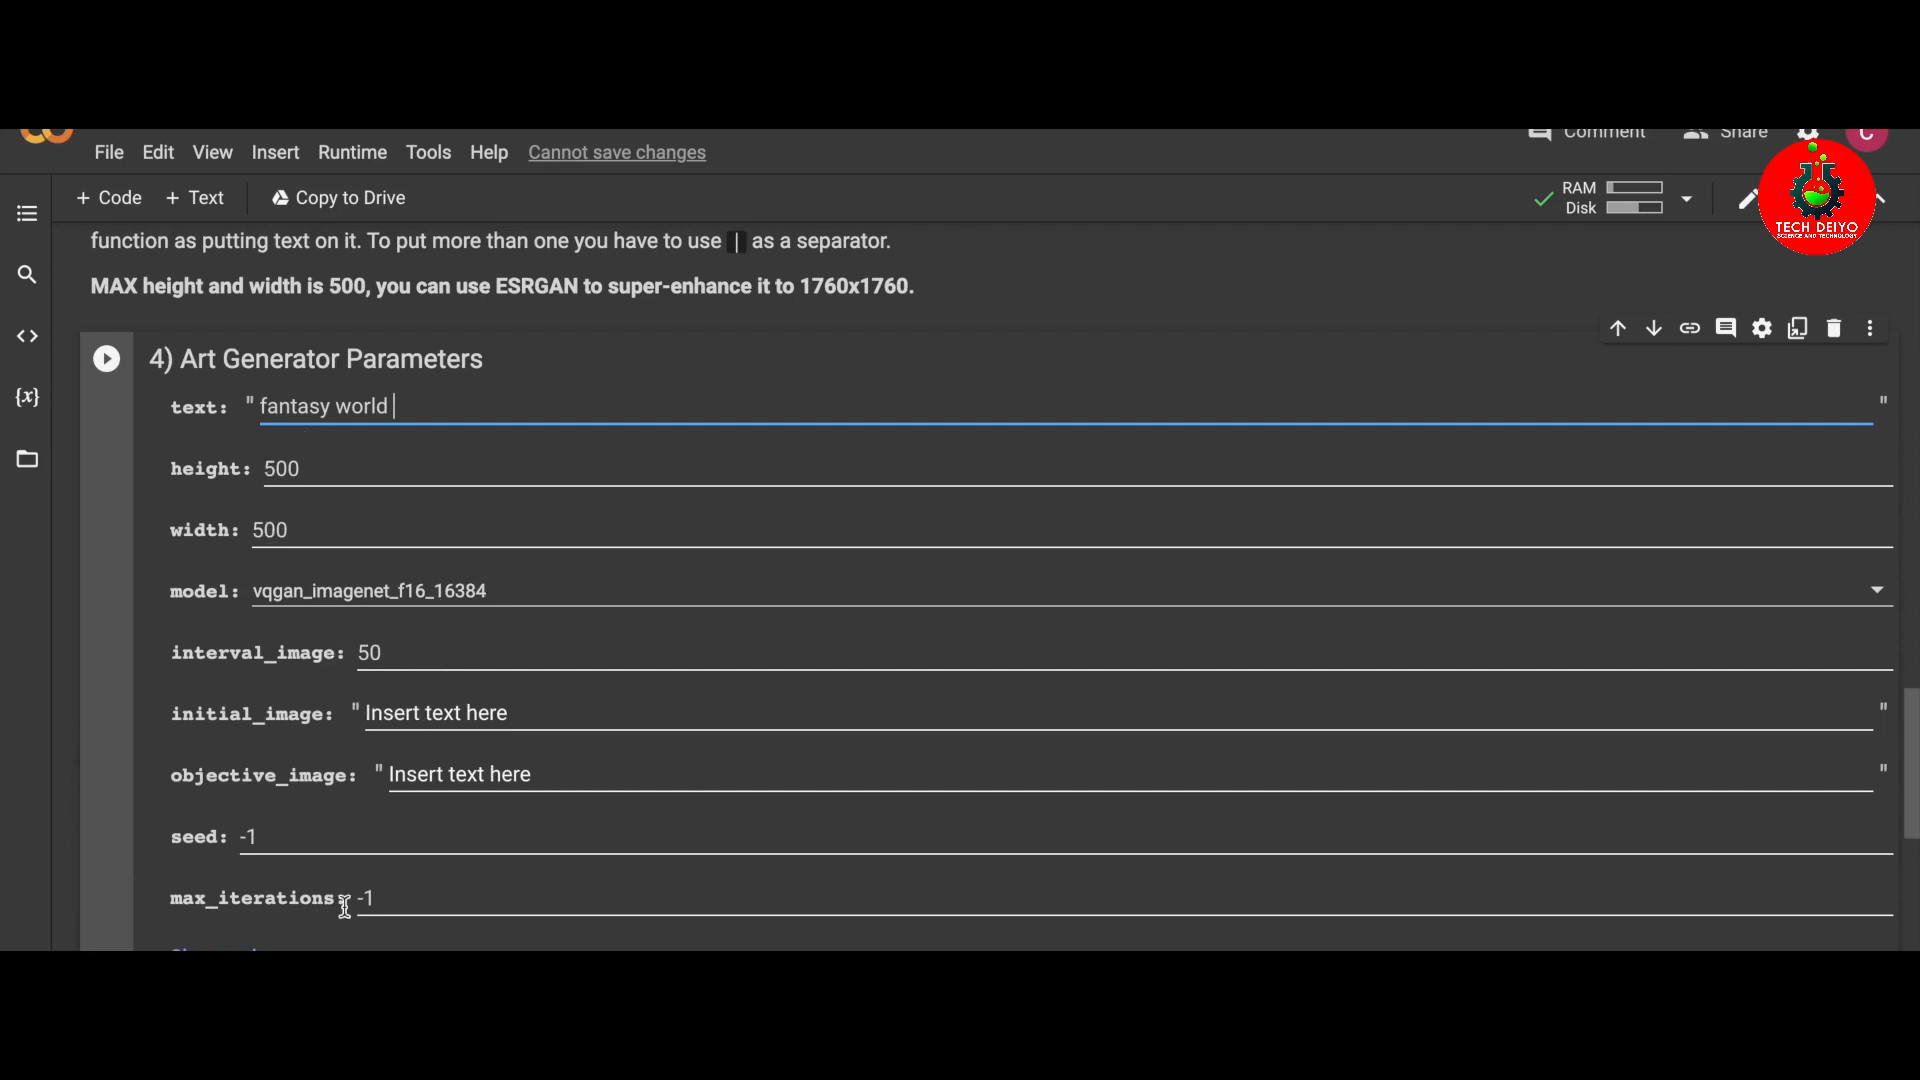 Comment Share C
File Edit View Insert Runtime Tools Help Cannot save changes
+ Code + Text Copy to Drive
RAM
Disk
TECH DEIYO
SCIENCE AND TECHNOLOGY
function as putting text on it. To put more than one you have to use | as a separator.
MAX height and width is 500, you can use ESRGAN to super-enhance it to 1760x1760.
4) Art Generator Parameters
text: " fantasy world "
height: 500
width: 500
model: vqgan_imagenet_f16_16384
interval_image: 50
initial_image: " Insert text here "
objective_image: " Insert text here "
seed: -1
max_iterations: -1